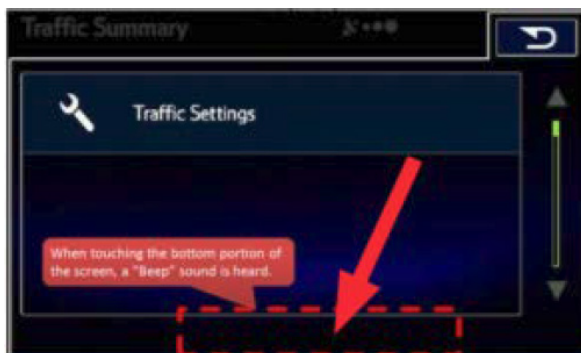 Traffic Summary
Traffic Settings
When touching the bottom portion of
the screen, a "Beep" sound is heard.